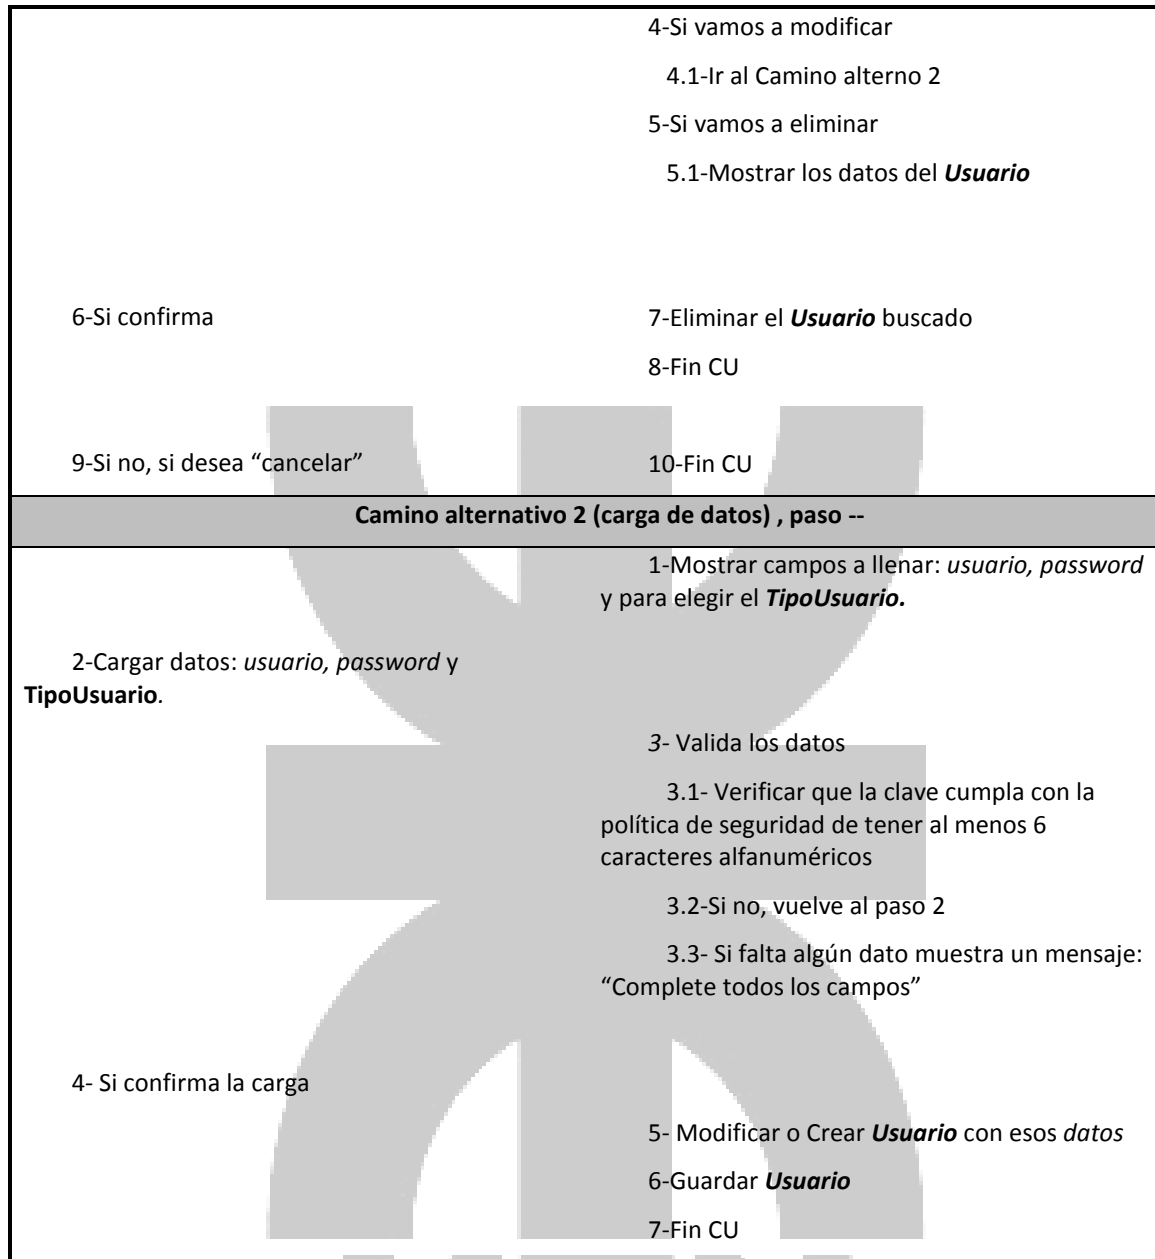 4-Si vamos a modificar
4.1-Ir al Camino alterno 2
5-Si vamos a eliminar
5.1-Mostrar los datos del Usuario
6-Si confirma
7-Eliminar el Usuario buscado
8-Fin CU
9-Si no, si desea “cancelar”
10-Fin CU
Camino alternativo 2 (carga de datos) , paso --
1-Mostrar campos a llenar: usuario, password
y para elegir el TipoUsuario.
2-Cargar datos: usuario, password y
TipoUsuario.
3- Valida los datos
3.1- Verificar que la clave cumpla con la
política de seguridad de tener al menos 6
caracteres alfanuméricos
3.2-Si no, vuelve al paso 2
3.3- Si falta algún dato muestra un mensaje:
“Complete todos los campos”
4- Si confirma la carga
5- Modificar o Crear Usuario con esos datos
6-Guardar Usuario
7-Fin CU